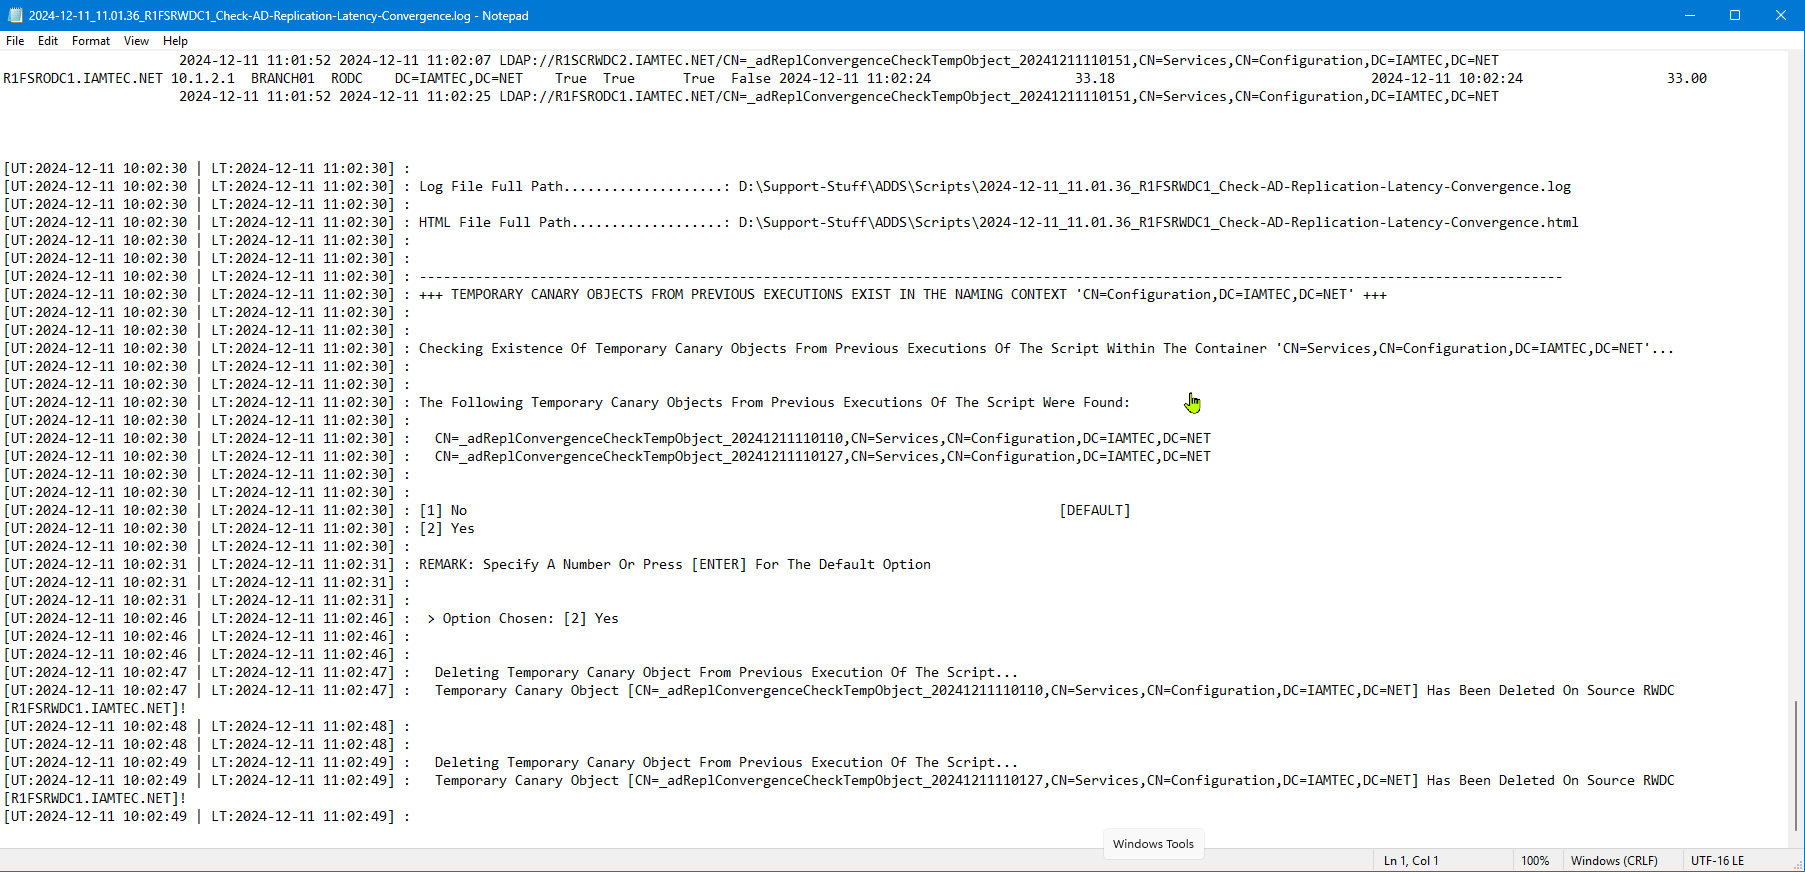 2024-12-11_11.01.36_R1FSRWDC1_Check-AD-Replication-Latency-Convergence.log - Notepad
File Edit Format View Help
2024-12-11 11:01:52 2024-12-11 11:02:07 LDAP://R1SCRWDC2.IAMTEC.NET/CN=_adReplConvergenceCheckTempObject_20241211110151,CN=Services,CN=Configuration,DC=IAMTEC,DC=NET
R1FSRODC1.IAMTEC.NET 10.1.2.1 BRANCH01 RODC DC=IAMTEC,DC=NET True True True False 2024-12-11 11:02:24 33.18 2024-12-11 10:02:24 33.00
2024-12-11 11:01:52 2024-12-11 11:02:25 LDAP://R1FSRODC1.IAMTEC.NET/CN=_adReplConvergenceCheckTempObject_20241211110151,CN=Services,CN=Configuration,DC=IAMTEC,DC=NET
[UT:2024-12-11 10:02:30 | LT:2024-12-11 11:02:30] :
[UT:2024-12-11 10:02:30 | LT:2024-12-11 11:02:30] : Log File Full Path....................: D:\Support-Stuff\ADDS\Scripts\2024-12-11_11.01.36_R1FSRWDC1_Check-AD-Replication-Latency-Convergence.log
[UT:2024-12-11 10:02:30 | LT:2024-12-11 11:02:30] :
[UT:2024-12-11 10:02:30 | LT:2024-12-11 11:02:30] : HTML File Full Path...................: D:\Support-Stuff\ADDS\Scripts\2024-12-11_11.01.36_R1FSRWDC1_Check-AD-Replication-Latency-Convergence.html
[UT:2024-12-11 10:02:30 | LT:2024-12-11 11:02:30] :
[UT:2024-12-11 10:02:30 | LT:2024-12-11 11:02:30] :
[UT:2024-12-11 10:02:30 | LT:2024-12-11 11:02:30] : -----------------------------------------------------------------------------------------------------------------------------------------------
[UT:2024-12-11 10:02:30 | LT:2024-12-11 11:02:30] : +++ TEMPORARY CANARY OBJECTS FROM PREVIOUS EXECUTIONS EXIST IN THE NAMING CONTEXT 'CN=Configuration,DC=IAMTEC,DC=NET' +++
[UT:2024-12-11 10:02:30 | LT:2024-12-11 11:02:30] :
[UT:2024-12-11 10:02:30 | LT:2024-12-11 11:02:30] :
[UT:2024-12-11 10:02:30 | LT:2024-12-11 11:02:30] : Checking Existence Of Temporary Canary Objects From Previous Executions Of The Script Within The Container 'CN=Services,CN=Configuration,DC=IAMTEC,DC=NET'...
[UT:2024-12-11 10:02:30 | LT:2024-12-11 11:02:30] :
[UT:2024-12-11 10:02:30 | LT:2024-12-11 11:02:30] :
[UT:2024-12-11 10:02:30 | LT:2024-12-11 11:02:30] : The Following Temporary Canary Objects From Previous Executions Of The Script Were Found:
[UT:2024-12-11 10:02:30 | LT:2024-12-11 11:02:30] :
[UT:2024-12-11 10:02:30 | LT:2024-12-11 11:02:30] : CN=_adReplConvergenceCheckTempObject_20241211110110,CN=Services,CN=Configuration,DC=IAMTEC,DC=NET
[UT:2024-12-11 10:02:30 | LT:2024-12-11 11:02:30] : CN=_adReplConvergenceCheckTempObject_20241211110127,CN=Services,CN=Configuration,DC=IAMTEC,DC=NET
[UT:2024-12-11 10:02:30 | LT:2024-12-11 11:02:30] :
[UT:2024-12-11 10:02:30 | LT:2024-12-11 11:02:30] :
[UT:2024-12-11 10:02:30 | LT:2024-12-11 11:02:30] : [1] No [DEFAULT]
[UT:2024-12-11 10:02:30 | LT:2024-12-11 11:02:30] : [2] Yes
[UT:2024-12-11 10:02:30 | LT:2024-12-11 11:02:30] :
[UT:2024-12-11 10:02:31 | LT:2024-12-11 11:02:31] : REMARK: Specify A Number Or Press [ENTER] For The Default Option
[UT:2024-12-11 10:02:31 | LT:2024-12-11 11:02:31] :
[UT:2024-12-11 10:02:31 | LT:2024-12-11 11:02:31] :
[UT:2024-12-11 10:02:46 | LT:2024-12-11 11:02:46] : > Option Chosen: [2] Yes
[UT:2024-12-11 10:02:46 | LT:2024-12-11 11:02:46] :
[UT:2024-12-11 10:02:46 | LT:2024-12-11 11:02:46] :
[UT:2024-12-11 10:02:47 | LT:2024-12-11 11:02:47] : Deleting Temporary Canary Object From Previous Execution Of The Script...
[UT:2024-12-11 10:02:47 | LT:2024-12-11 11:02:47] : Temporary Canary Object [CN=_adReplConvergenceCheckTempObject_20241211110110,CN=Services,CN=Configuration,DC=IAMTEC,DC=NET] Has Been Deleted On Source RWDC
[R1FSRWDC1.IAMTEC.NET]!
[UT:2024-12-11 10:02:48 | LT:2024-12-11 11:02:48] :
[UT:2024-12-11 10:02:48 | LT:2024-12-11 11:02:48] :
[UT:2024-12-11 10:02:49 | LT:2024-12-11 11:02:49] : Deleting Temporary Canary Object From Previous Execution Of The Script...
[UT:2024-12-11 10:02:49 | LT:2024-12-11 11:02:49] : Temporary Canary Object [CN=_adReplConvergenceCheckTempObject_20241211110127,CN=Services,CN=Configuration,DC=IAMTEC,DC=NET] Has Been Deleted On Source RWDC
[R1FSRWDC1.IAMTEC.NET]!
[UT:2024-12-11 10:02:49 | LT:2024-12-11 11:02:49] :
Windows Tools
Ln 1, Col 1 100% Windows (CRLF) UTF-16 LE